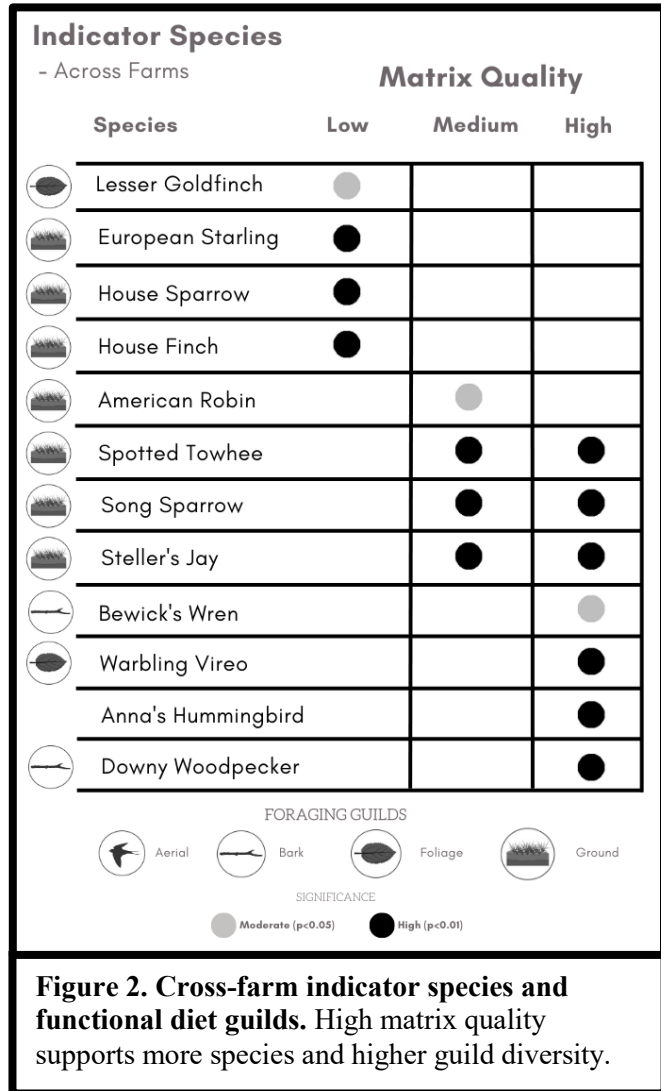 Indicator Species
- Across Farms
Matrix Quality
Species Low Medium High
Lesser Goldfinch
European Starling
House Sparrow
House Finch
American Robin
Spotted Towhee
Song Sparrow
Steller's Jay
Bewick's Wren
Warbling Vireo
Anna's Hummingbird
Downy Woodpecker
FORAGING GUILDS
Aerial Bark Foliage Ground
SIGNIFICANCE
Moderate (p<0.05) High (p<0.01)
Figure 2. Cross-farm indicator species and
functional diet guilds. High matrix quality
supports more species and higher guild diversity.